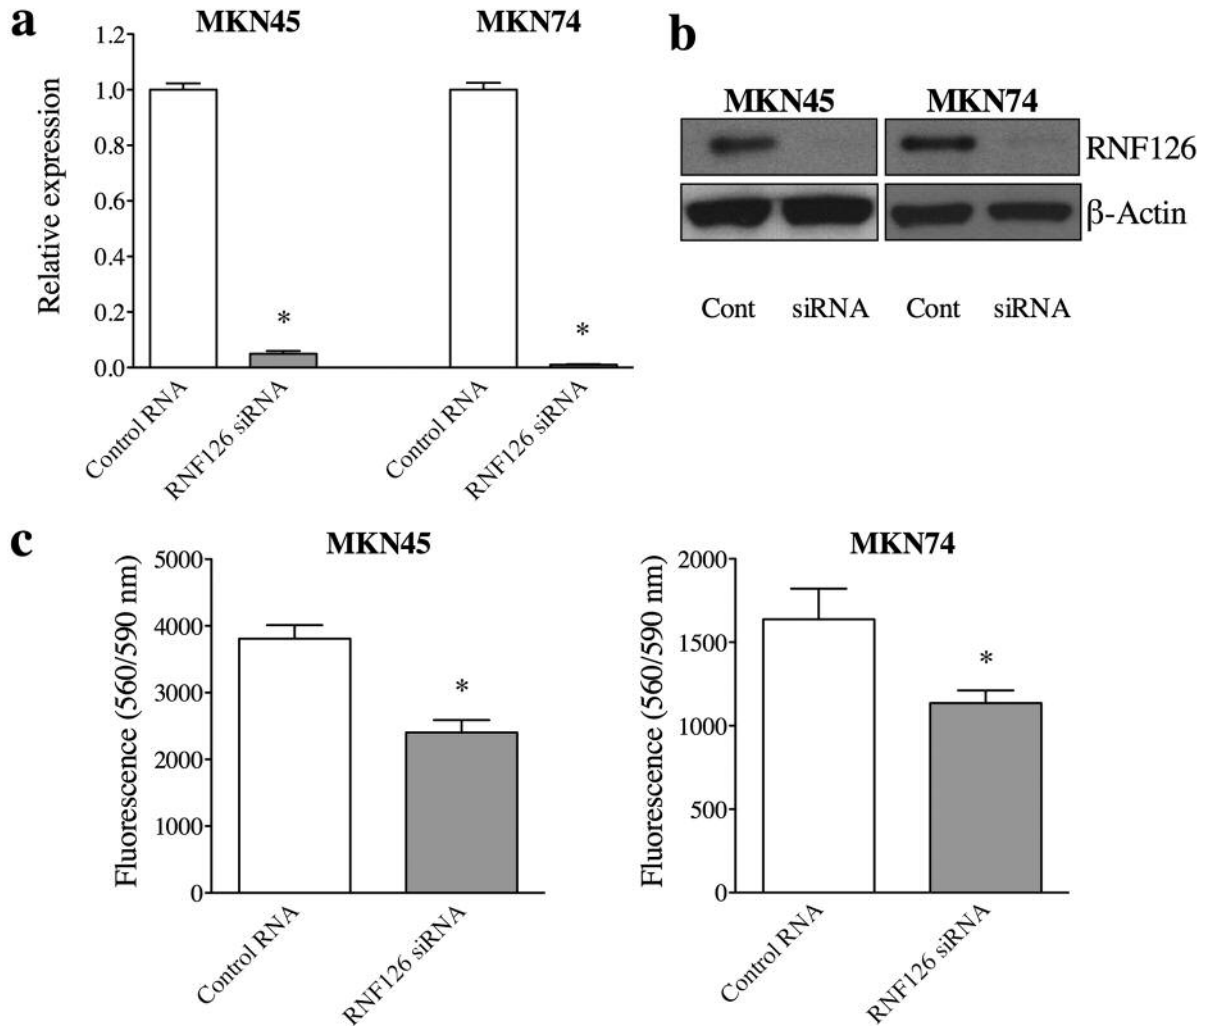 a
MKN45 MKN74
Relative expression
1.2
1.0
0.8
0.6
0.4
0.2
0.0
* *
Control RNA
RNF126 siRNA
Control RNA
RNF126 siRNA
b
MKN45 MKN74
RNF126
β-Actin
Cont siRNA Cont siRNA
c
MKN45
Fluorescence (560/590 nm)
5000
4000
3000
2000
1000
0
*
Control RNA
RNF126 siRNA
MKN74
Fluorescence (560/590 nm)
2000
1500
1000
500
0
*
Control RNA
RNF126 siRNA